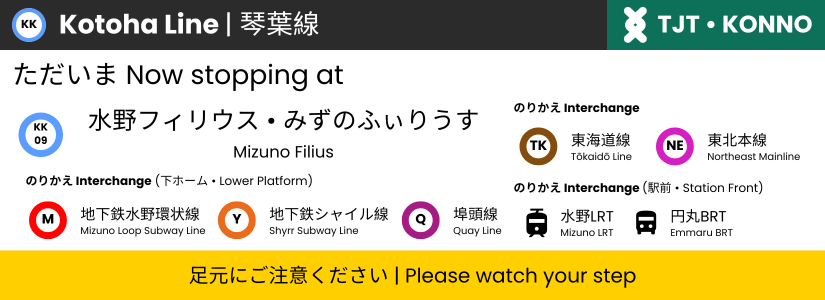 KK Kotoha Line | 琴葉線
TJT • KONNO
ただいま Now stopping at
KK
09
水野フィリウス • みずのふぃりうす
Mizuno Filius
のりかえ Interchange
TK 東海道線
Tōkaidō Line
NE 東北本線
Northeast Mainline
のりかえ Interchange (下ホーム • Lower Platform)
M 地下鉄水野環状線
Mizuno Loop Subway Line
Y 地下鉄シャイル線
Shyrr Subway Line
Q 埠頭線
Quay Line
のりかえ Interchange (駅前 • Station Front)
水野LRT
Mizuno LRT
円丸BRT
Emmaru BRT
足元にご注意ください | Please watch your step